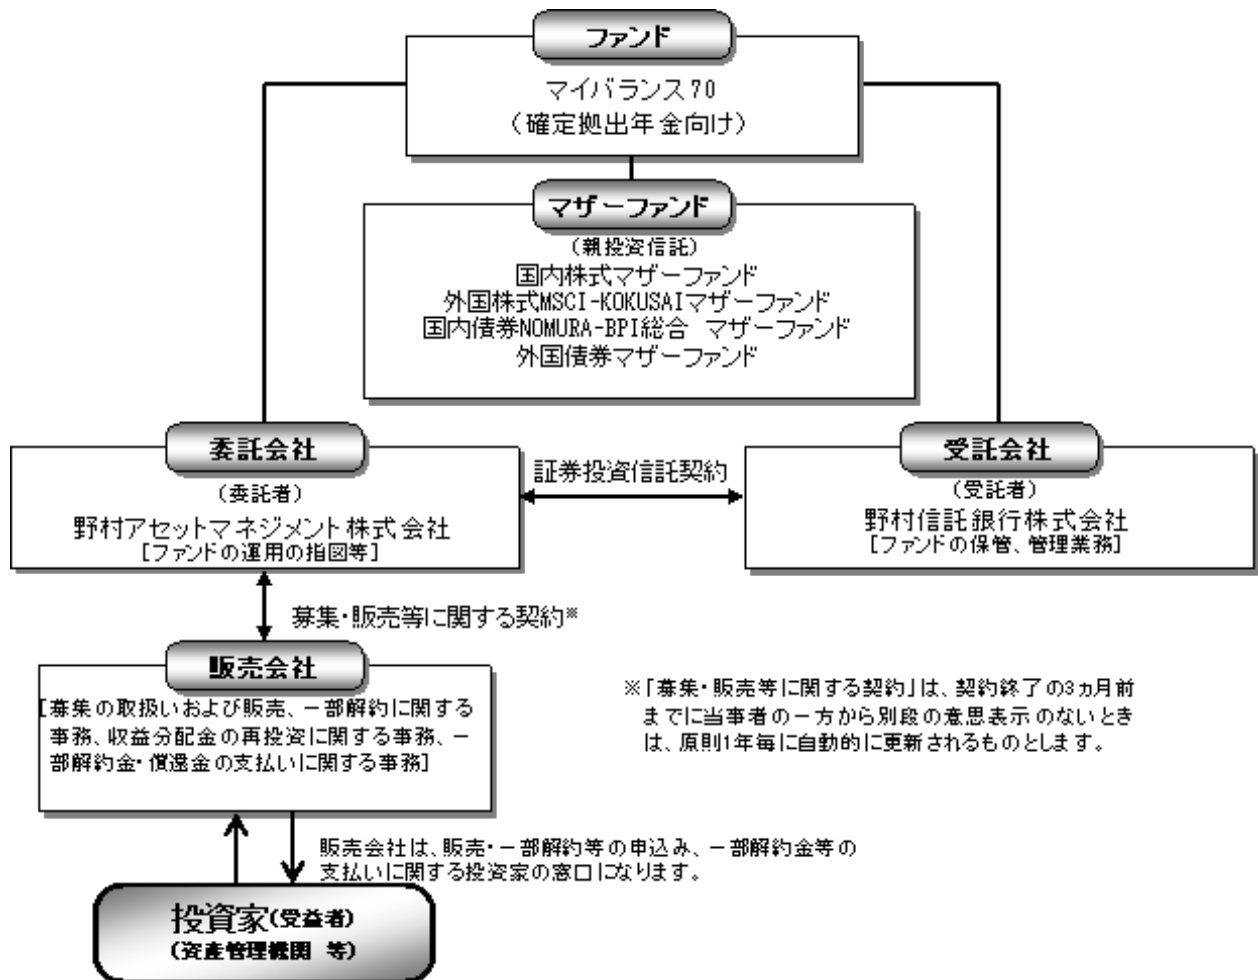 ファンド
マイバランス70
（確定拠出年金向け）
マザーファンド
（親投資信託）
国内株式マザーファンド
外国株式MSCI-KOKUSAIマザーファンド
国内債券NOMURA-BPI総合　マザーファンド
外国債券マザーファンド
委託会社
（委託者）
野村アセットマネジメント株式会社
［ファンドの運用の指図等］
証券投資信託契約
受託会社
（受託者）
野村信託銀行株式会社
［ファンドの保管、管理業務］
募集・販売等に関する契約※
販売会社
［募集の取扱いおよび販売、一部解約に関する
事務、収益分配金の再投資に関する事務、一
部解約金・償還金の支払いに関する事務］
※「募集・販売等に関する契約」は、契約終了の3ヵ月前
までに当事者の一方から別段の意思表示のないとき
は、原則1年毎に自動的に更新されるものとします。
販売会社は、販売・一部解約等の申込み、一部解約金等の
支払いに関する投資家の窓口になります。
投資家（受益者）
（資産管理機関 等）